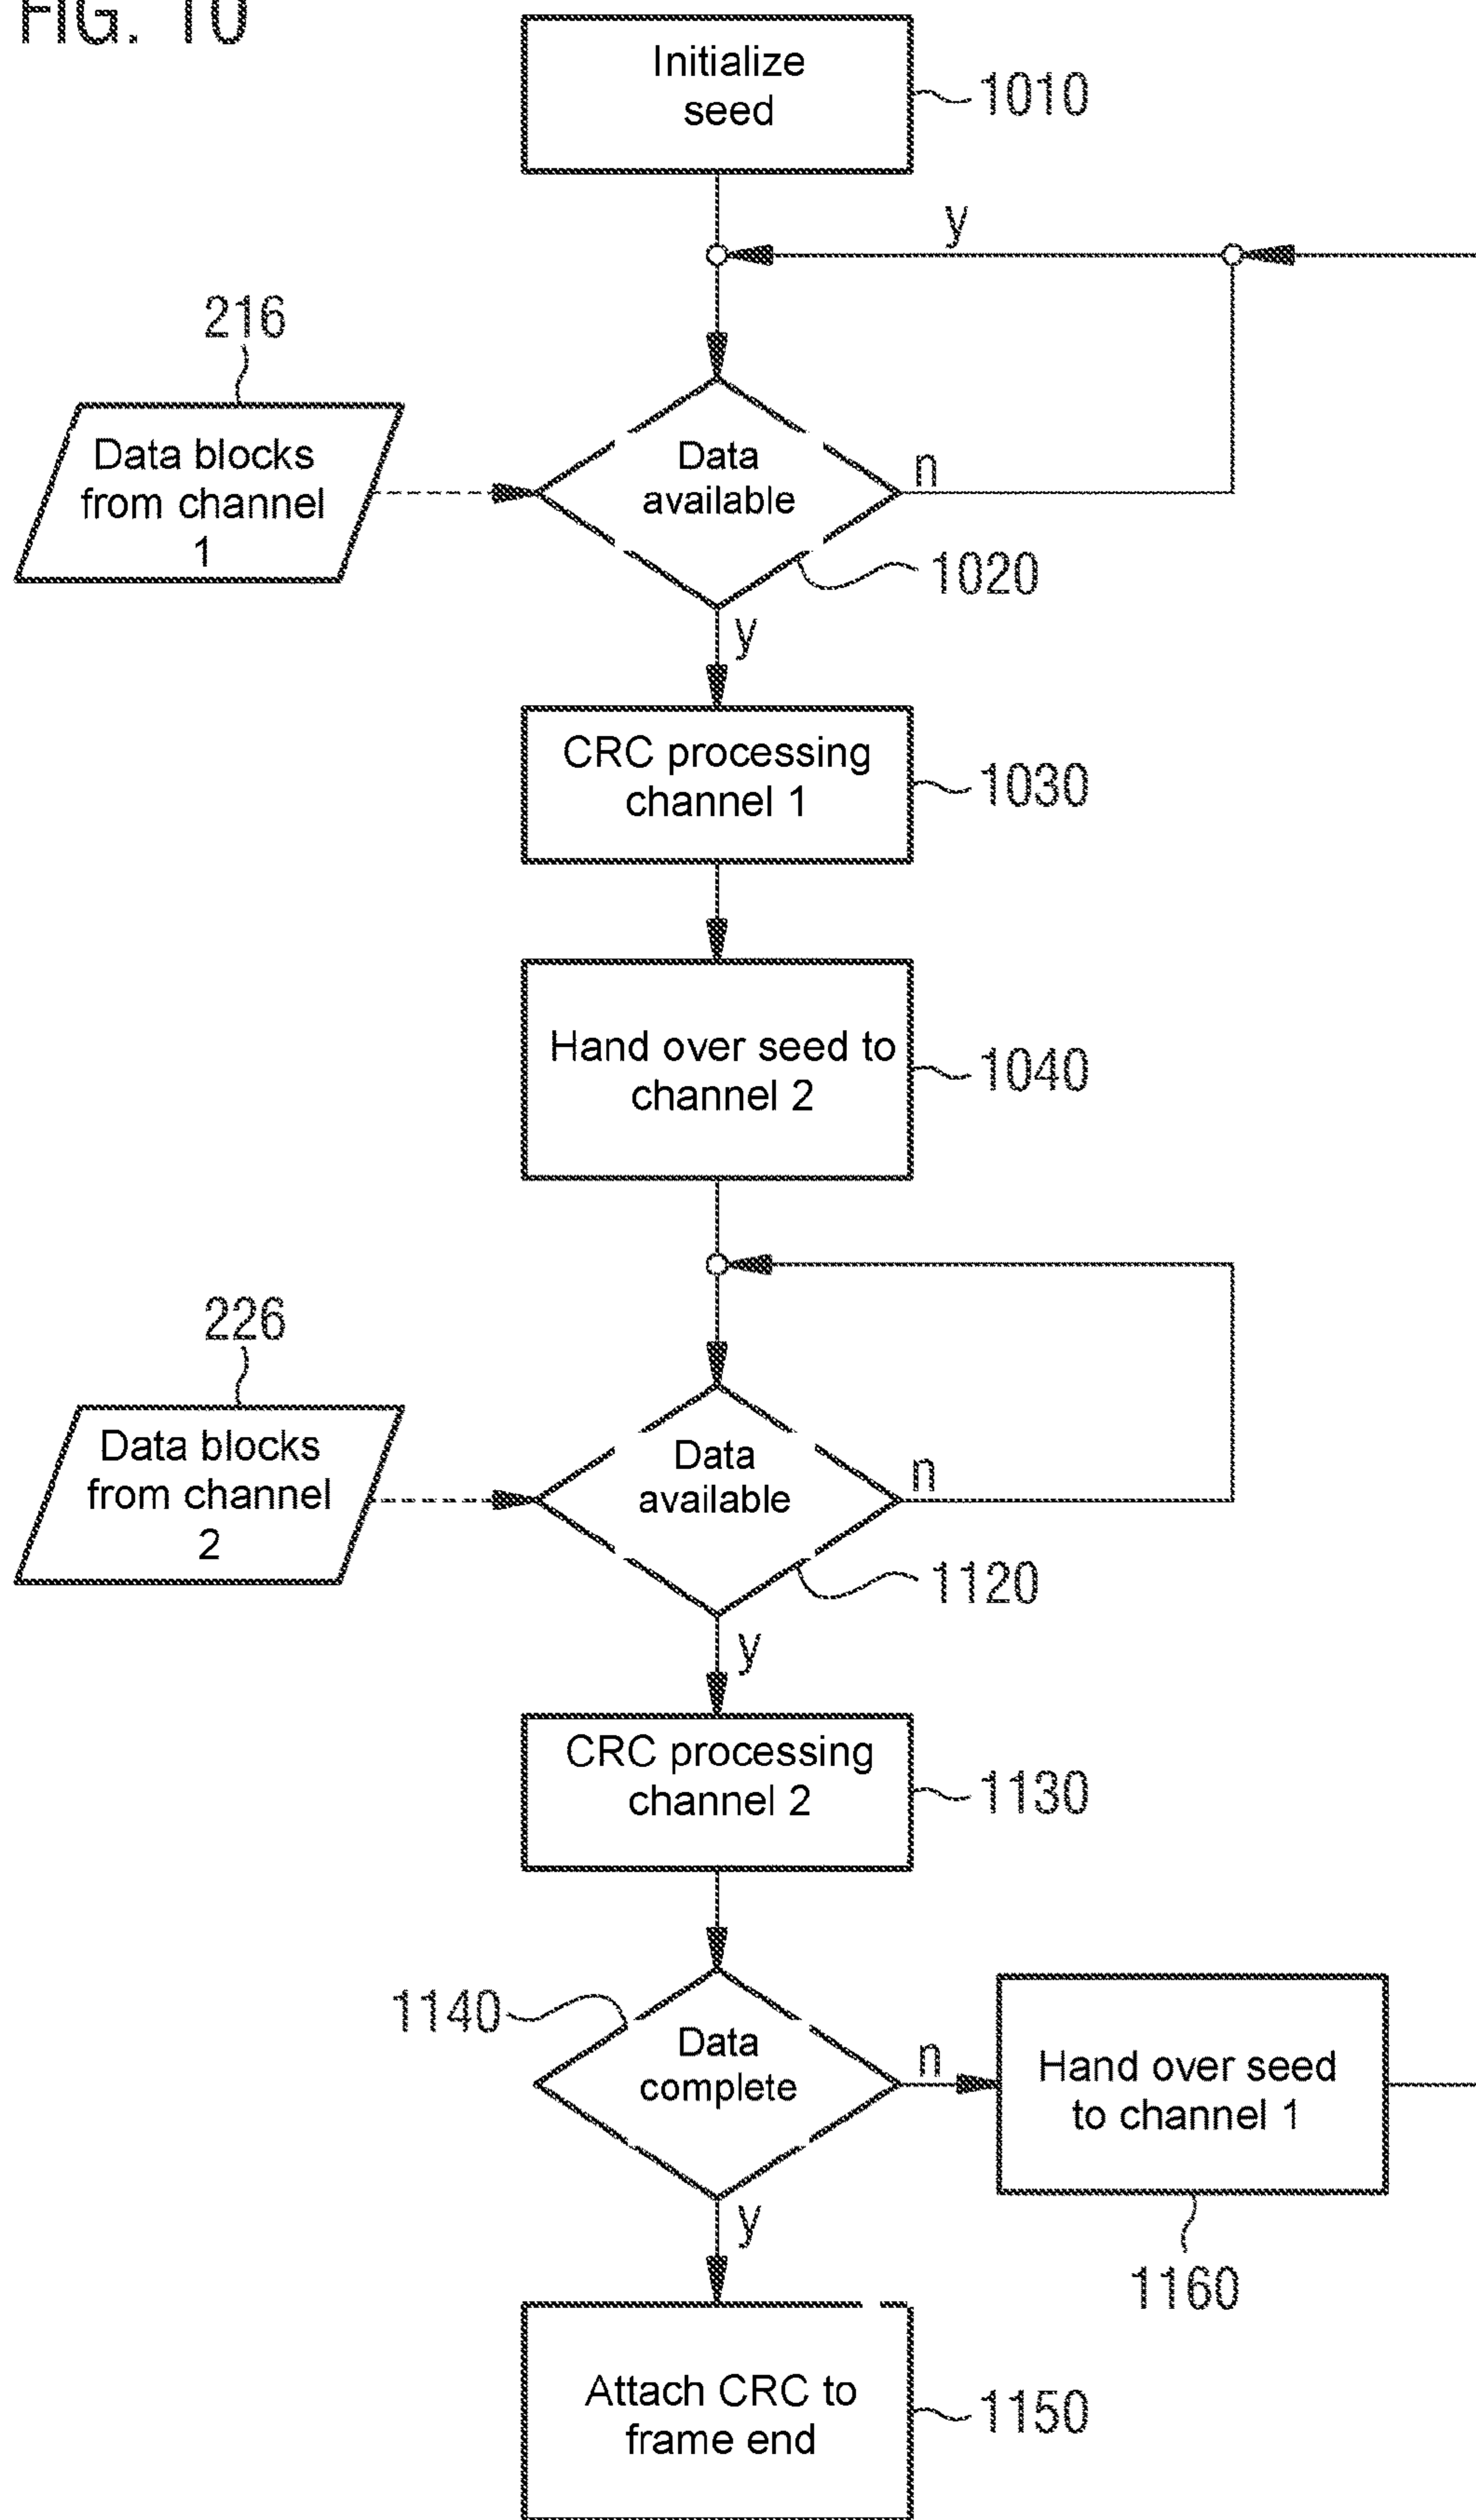 FIG. 10
Initialize
seed
1010
y
216
Data blocks
from channel
1
Data
available
n
1020
y
CRC processing
channel 1
1030
Hand over seed to
channel 2
1040
226
Data blocks
from channel
2
Data
available
n
1120
y
CRC processing
channel 2
1130
1140
Data
complete
n
Hand over seed
to channel 1
y
1160
Attach CRC to
frame end
1150